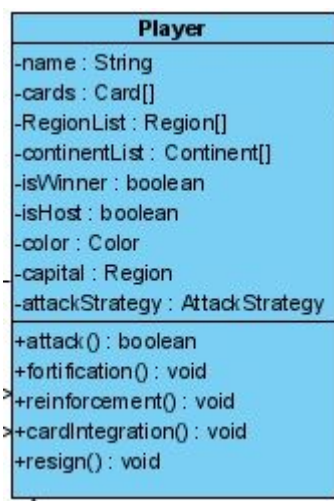 Player
-name : String
-cards : Card[]
-RegionList : Region[]
-continentList : Continent[]
-isWinner : boolean
-isHost : boolean
-color : Color
-capital : Region
-attackStrategy : AttackStrategy
+attack() : boolean
+fortification() : void
+reinforcement() : void
+cardIntegration() : void
+resign() : void